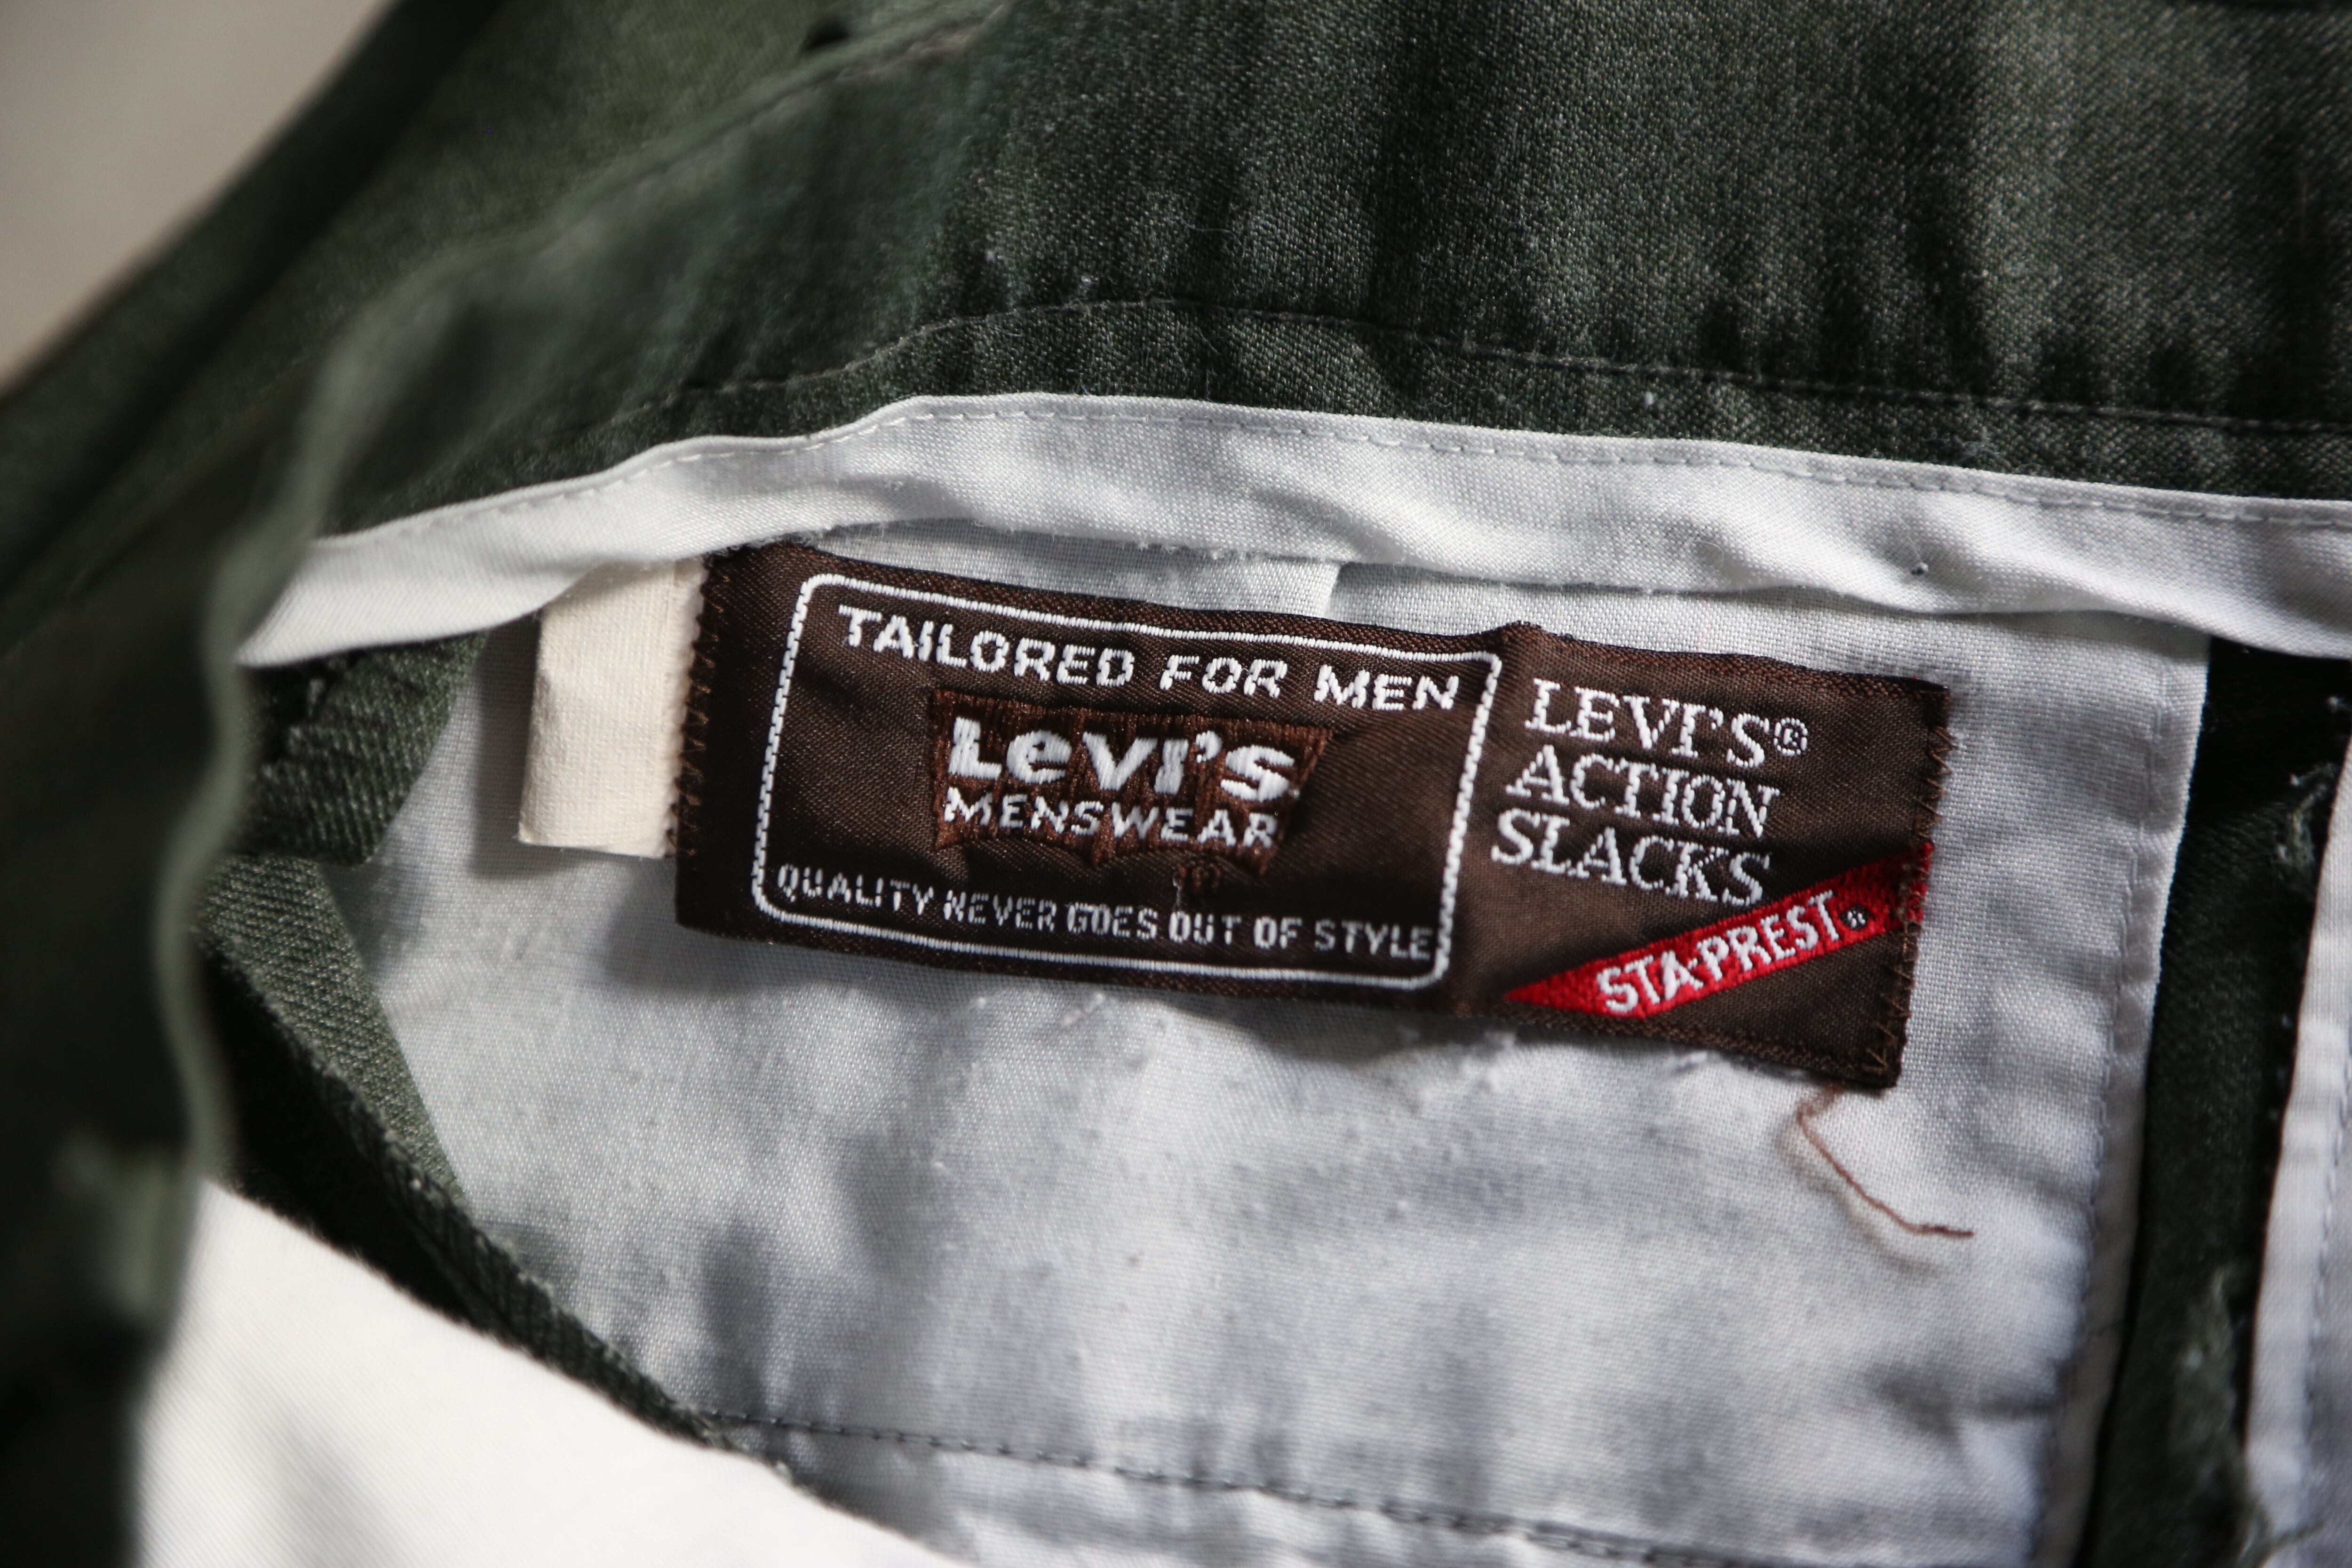 TAILORED FOR MEN
Levi's
MENSWEAR
QUALITY NEVER GOES OUT OF STYLE
LEVI'S®
ACTION
SLACKS
STA-PREST®